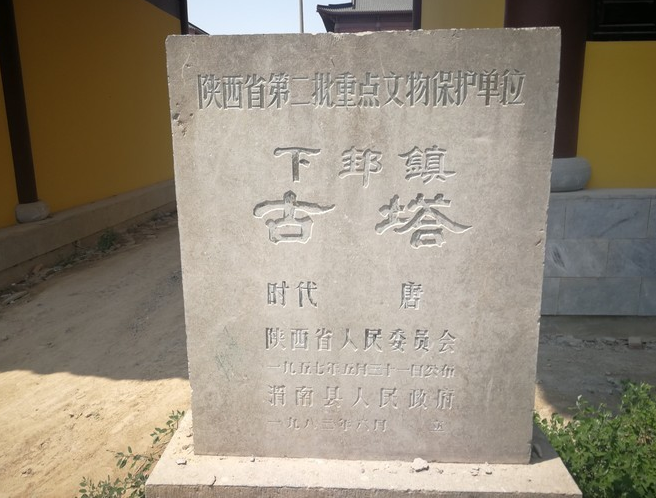 陕西省第二批重点文物保护单位
下邽鎮
古塔
时代 唐
陕西省人民委员会
一九五七年五月三十一日公布
渭南县人民政府
一九八三年六月 立